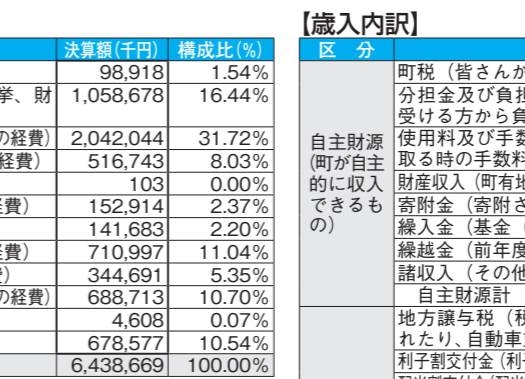 決算額(千円) 構成比(%)
98,918 1.54%
挙、財 1,058,678 16.44%
の経費) 2,042,044 31.72%
経費) 516,743 8.03%
103 0.00%
経費) 152,914 2.37%
141,683 2.20%
経費) 710,997 11.04%
) 344,691 5.35%
の経費) 688,713 10.70%
4,608 0.07%
678,577 10.54%
6,438,669 100.00%
【歳入内訳】
区 分
自主財源
(町が自主
的に収入
できるも
の)
町税(皆さんが
分担金及び負担
受ける方から負
使用料及び手数
取る時の手数料
財産収入(町有地
寄附金(寄附さ
繰入金(基金(
繰越金(前年度
諸収入(その他
自主財源計
地方譲与税(税
れたり、自動車
利子割交付金(利子